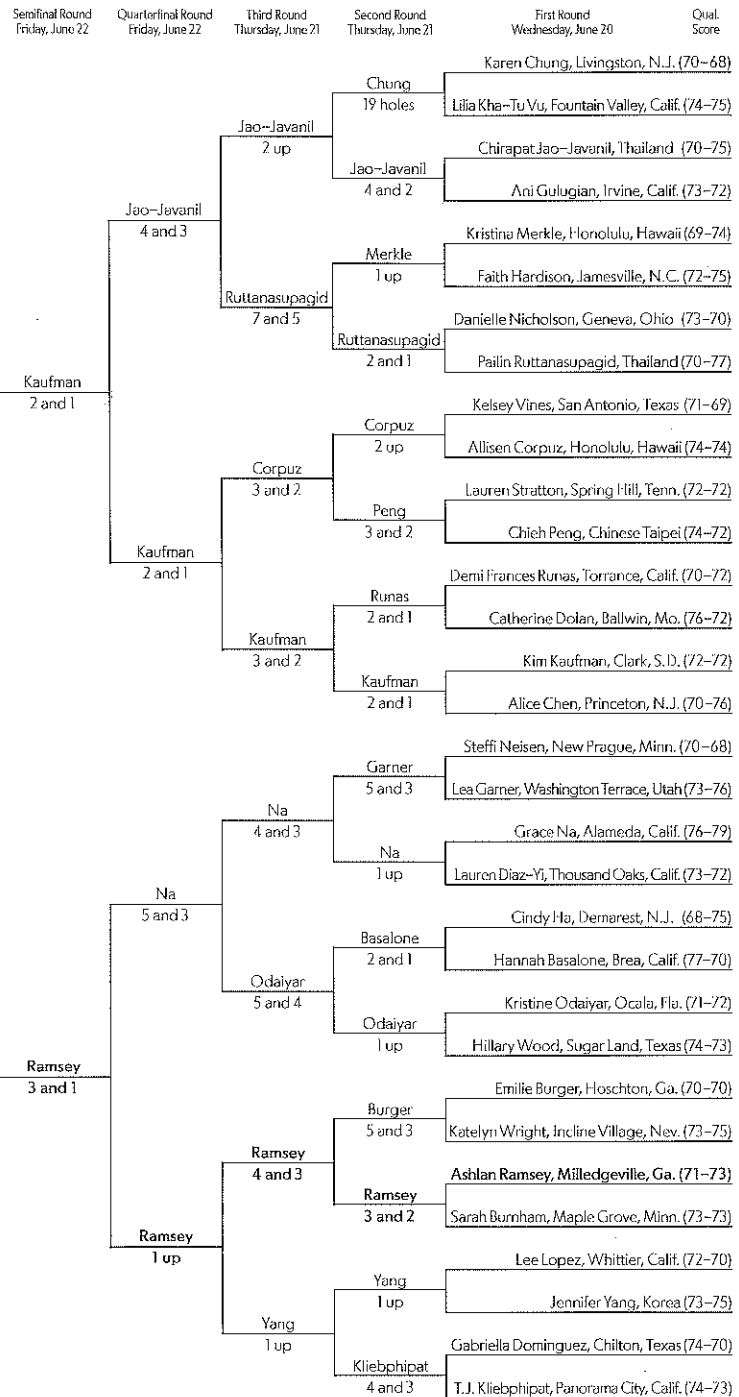 Semifinal Round
Friday, June 22
Quarterfinal Round
Friday, June 22
Third Round
Thursday, June 21
Second Round
Thursday, June 21
First Round
Wednesday, June 20
Qual.
Score
Karen Chung, Livingston, N.J. (70-68)
Chung
19 holes
Lilia Kha-Tu Vu, Fountain Valley, Calif. (74-75)
Jao-Javanil
2 up
Chirapat Jao-Javanil, Thailand (70-75)
Jao-Javanil
4 and 2
Ani Gulugian, Irvine, Calif. (73-72)
Jao-Javanil
4 and 3
Kristina Merkle, Honolulu, Hawaii (69-74)
Merkle
1 up
Faith Hardison, Jamesville, N.C. (72-75)
Ruttanasupagid
7 and 5
Danielle Nicholson, Geneva, Ohio (73-70)
Ruttanasupagid
2 and 1
Pailin Ruttanasupagid, Thailand (70-77)
Kaufman
2 and 1
Kelsey Vines, San Antonio, Texas (71-69)
Corpuz
2 up
Allisen Corpuz, Honolulu, Hawaii (74-74)
Corpuz
3 and 2
Lauren Stratton, Spring Hill, Tenn. (72-72)
Peng
3 and 2
Chieh Peng, Chinese Taipei (74-72)
Kaufman
2 and 1
Demi Frances Runas, Torrance, Calif. (70-72)
Runas
2 and 1
Catherine Dolan, Ballwin, Mo. (76-72)
Kaufman
3 and 2
Kim Kaufman, Clark, S.D. (72-72)
Kaufman
2 and 1
Alice Chen, Princeton, N.J. (70-76)
Steffi Neisen, New Prague, Minn. (70-68)
Garner
5 and 3
Lea Garner, Washington Terrace, Utah (73-76)
Na
4 and 3
Grace Na, Alameda, Calif. (76-79)
Na
1 up
Lauren Diaz-Yi, Thousand Oaks, Calif. (73-72)
Na
5 and 3
Cindy Ha, Demarest, N.J. (68-75)
Basalone
2 and 1
Hannah Basalone, Brea, Calif. (77-70)
Odaiyar
5 and 4
Kristine Odaiyar, Ocala, Fla. (71-72)
Odaiyar
1 up
Hillary Wood, Sugar Land, Texas (74-73)
Ramsey
3 and 1
Emilie Burger, Hoschton, Ga. (70-70)
Burger
5 and 3
Katelyn Wright, Incline Village, Nev. (73-75)
Ramsey
4 and 3
Ashlan Ramsey, Milledgeville, Ga. (71-73)
Ramsey
3 and 2
Sarah Burnham, Maple Grove, Minn. (73-73)
Ramsey
1 up
Lee Lopez, Whittier, Calif. (72-70)
Yang
1 up
Jennifer Yang, Korea (73-75)
Yang
1 up
Gabriella Dominguez, Chilton, Texas (74-70)
Kliebphipat
4 and 3
T.J. Kliebphipat, Panorama City, Calif. (74-73)